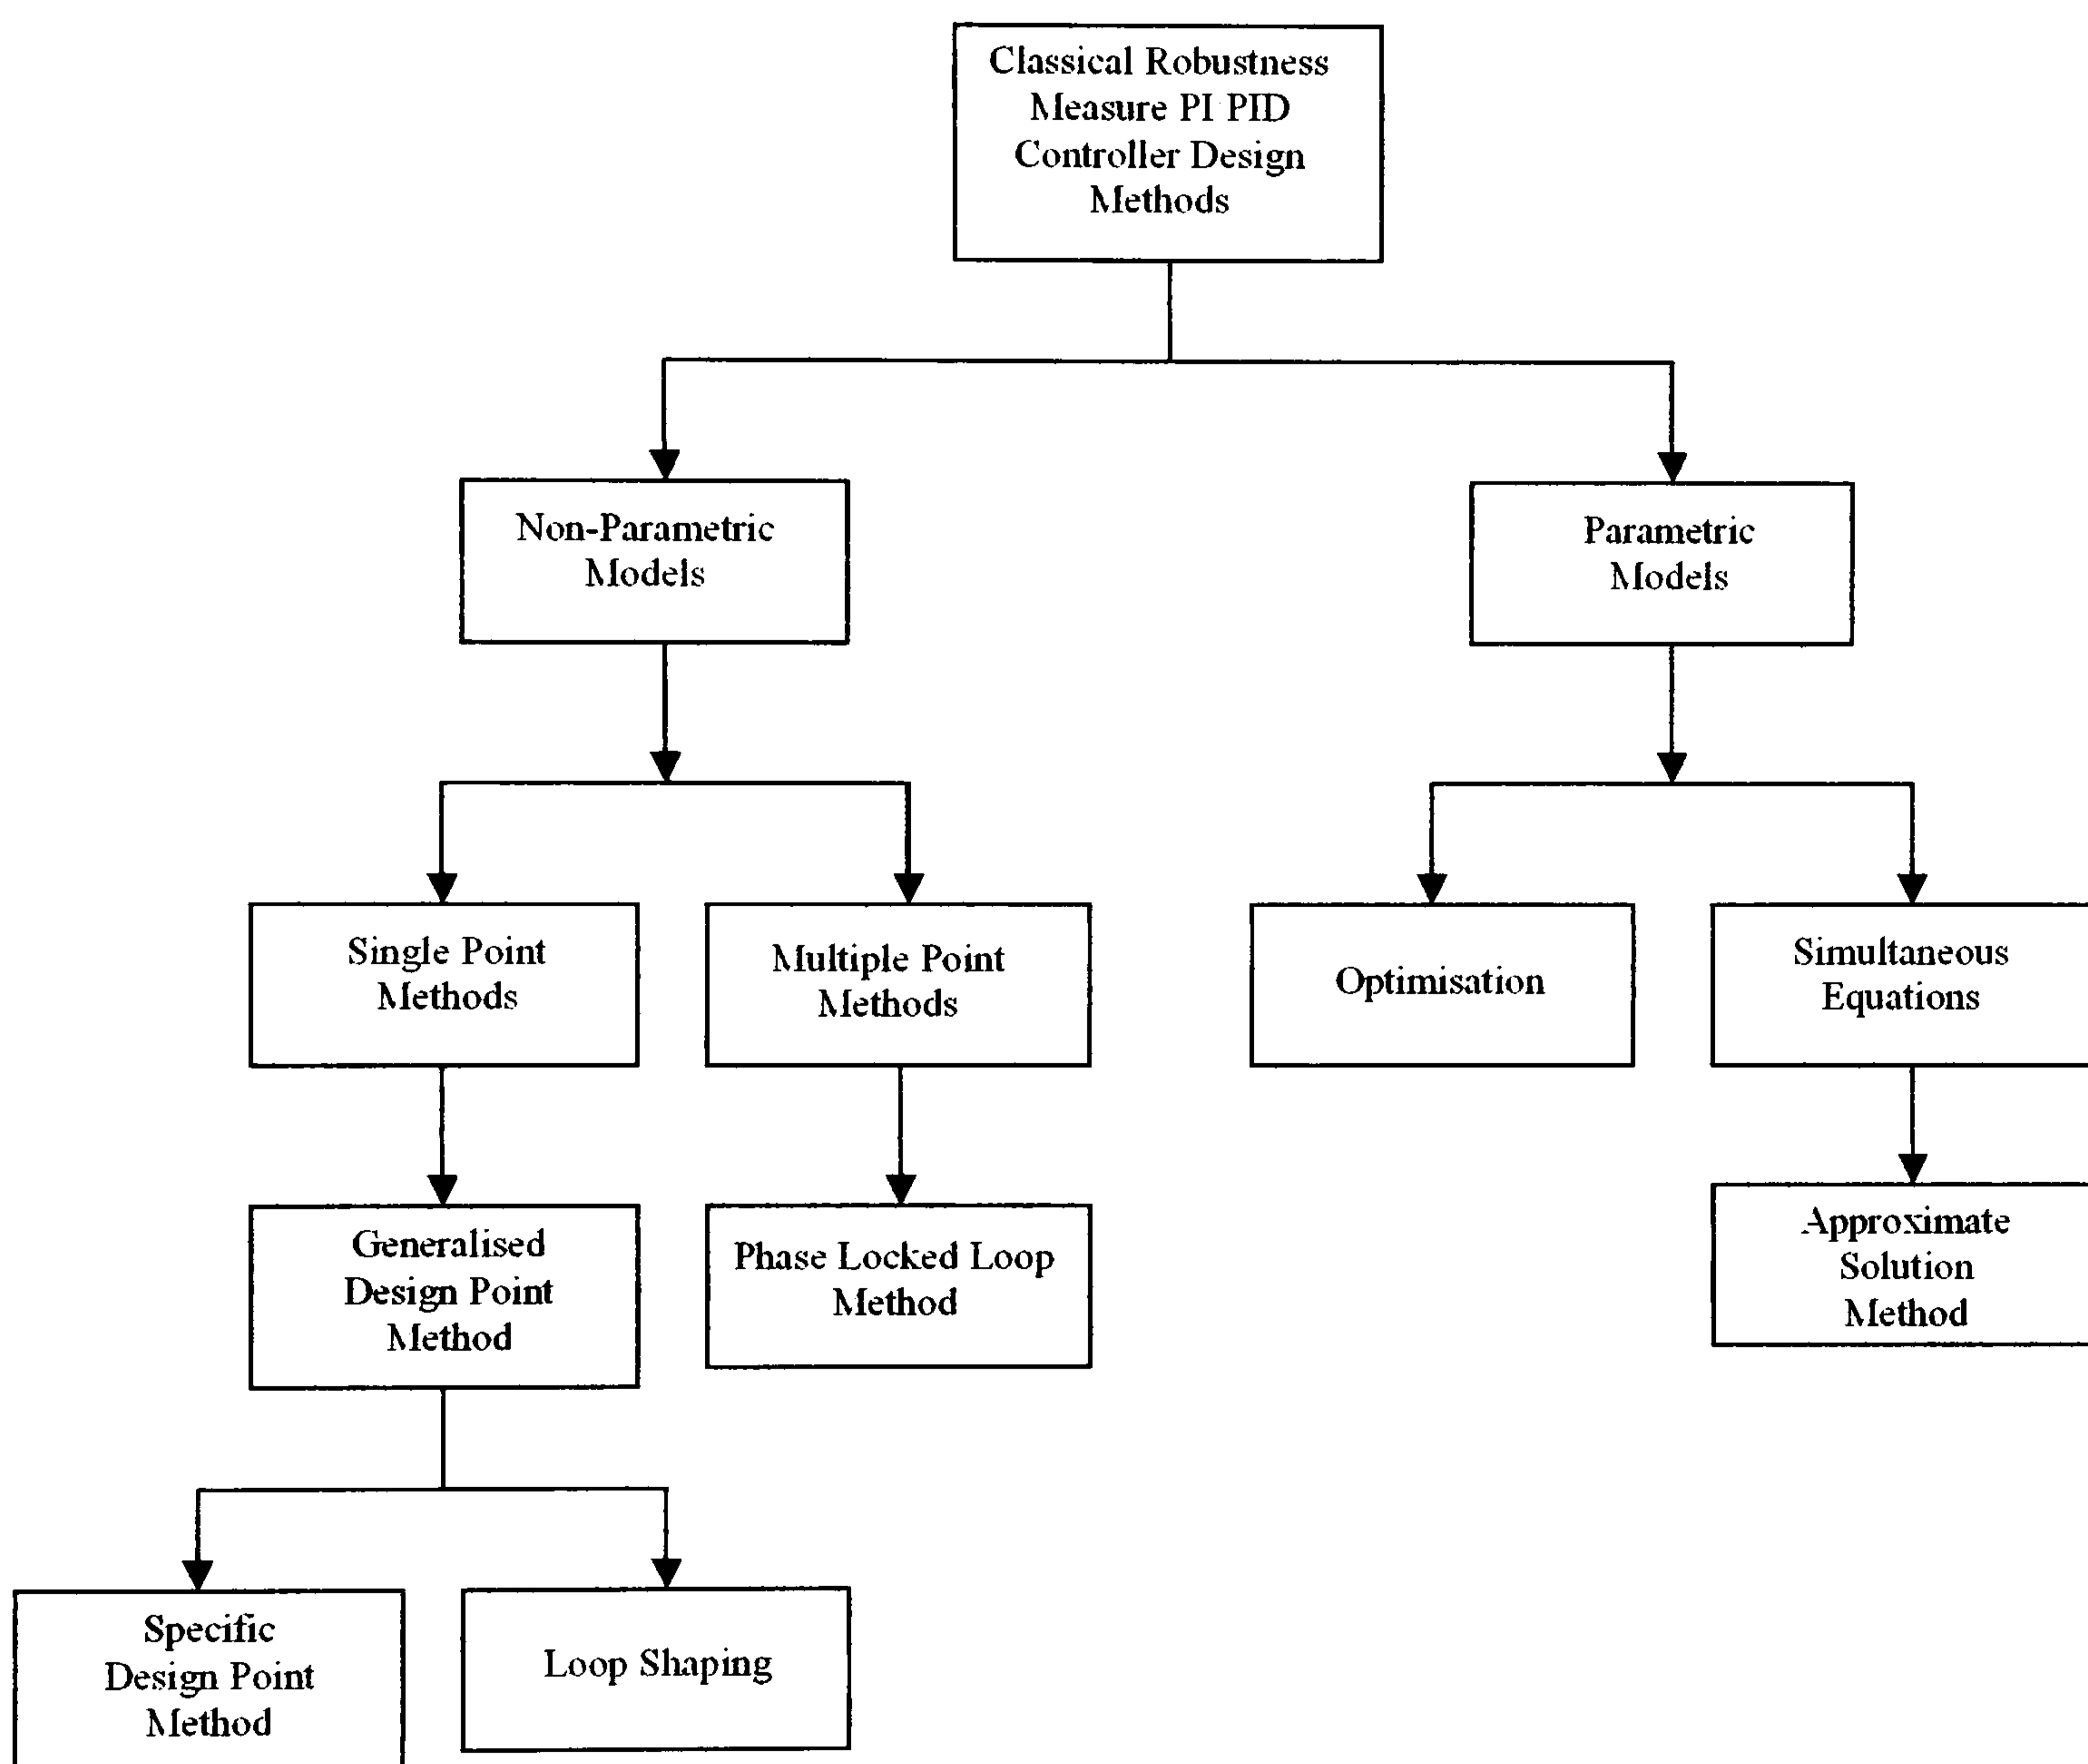 Classical Robustness
Measure PI PID
Controller Design
Methods
Non-Parametric
Models
Parametric
Models
Single Point
Methods
Multiple Point
Methods
Optimisation
Simultaneous
Equations
Generalised
Design Point
Method
Phase Locked Loop
Method
Approximate
Solution
Method
Specific
Design Point
Method
Loop Shaping